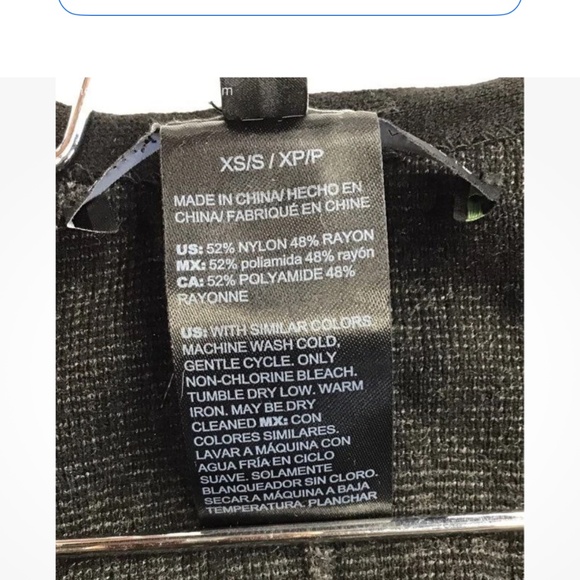 m
XS/S / XP/P
MADE IN CHINA/ HECHO EN
CHINA/ FABRIQUÉ EN CHINE
US: 52% NYLON 48% RAYON
MX: 52% poliamida 48% rayón
CA: 52% POLYAMIDE 48%
RAYONNE
US: WITH SIMILAR COLORS,
MACHINE WASH COLD,
GENTLE CYCLE. ONLY
NON-CHLORINE BLEACH.
TUMBLE DRY LOW. WARM
IRON. MAY BE DRY
CLEANED MX: CON
COLORES SIMILARES.
LAVAR A MÁQUINA CON
AGUA FRÍA EN CICLO
SUAVE. SOLAMENTE
BLANQUEADOR SIN CLORO.
SECAR A MÁQUINA A BAJA
TEMPERATURA. PLANCHAR